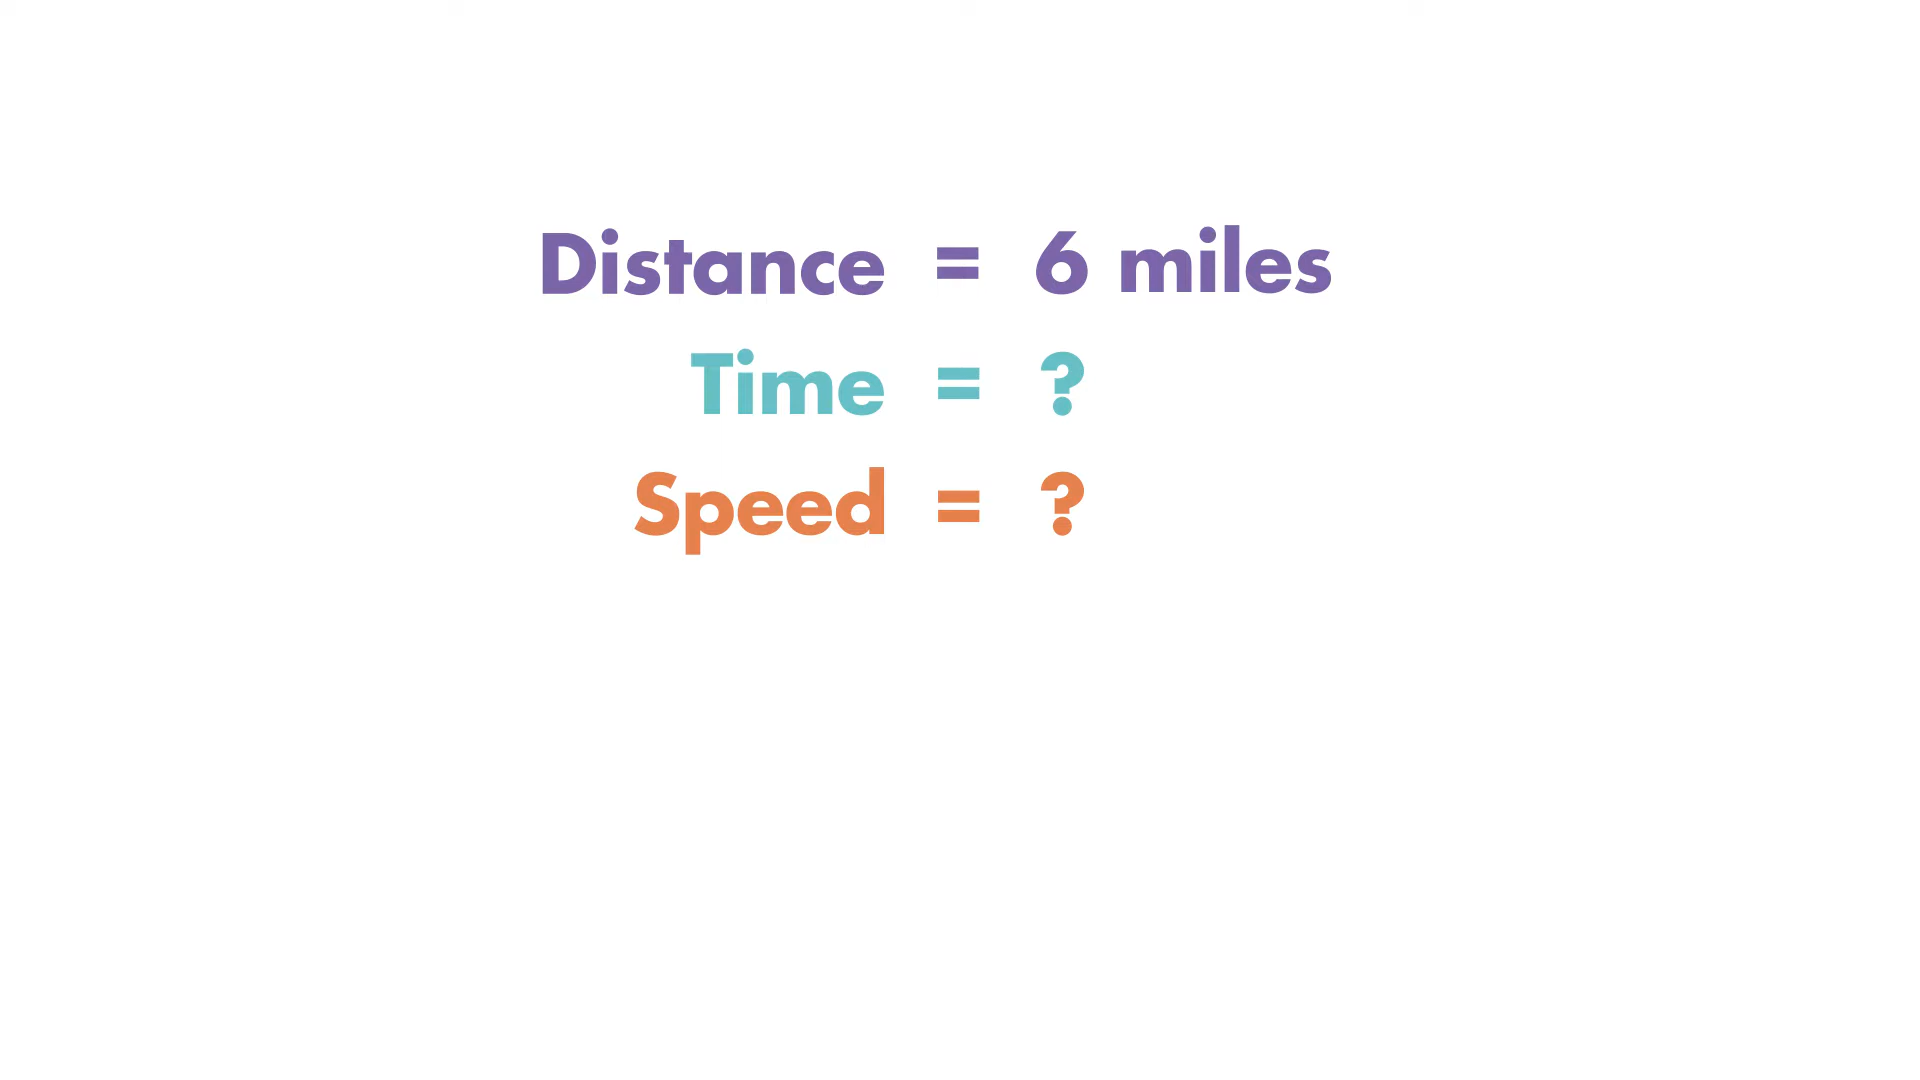 Distance = 6 miles
Time = ?
Speed = ?